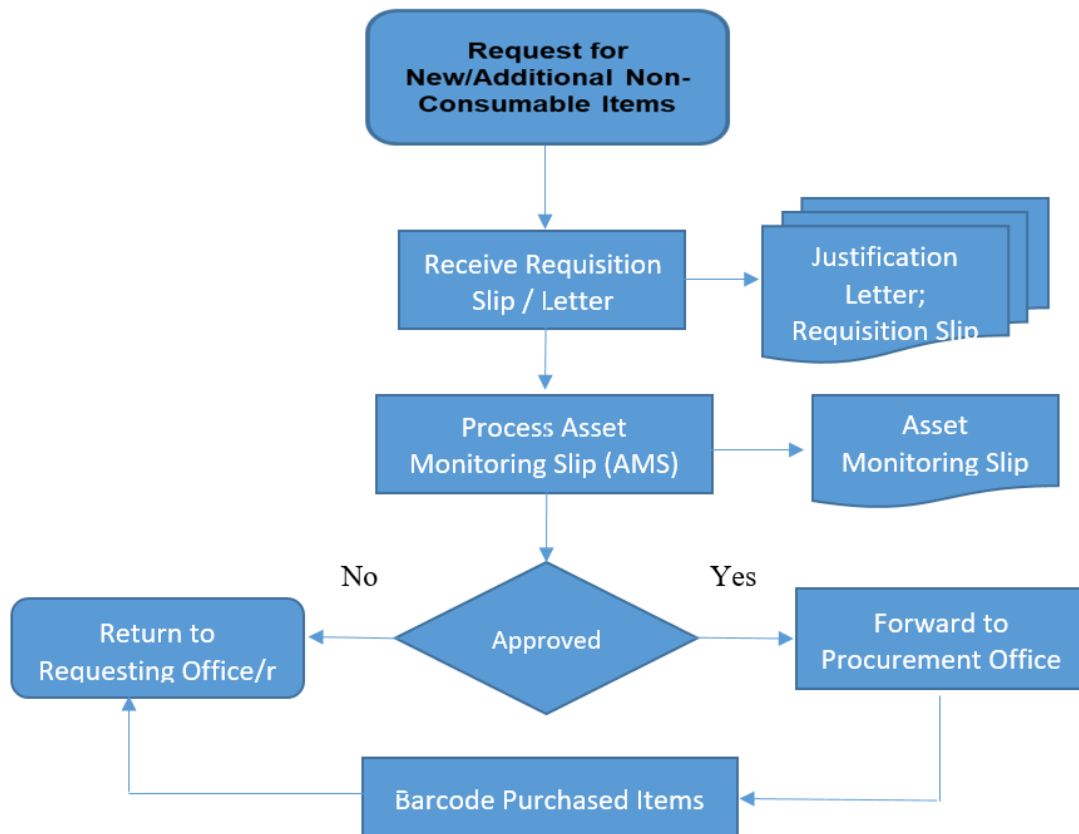 Request for
New/Additional Non-
Consumable Items
Receive Requisition
Slip / Letter
Justification
Letter;
Requisition Slip
Process Asset
Monitoring Slip (AMS)
Asset
Monitoring Slip
No
Yes
Return to
Requesting Office/r
Approved
Forward to
Procurement Office
Barcode Purchased Items